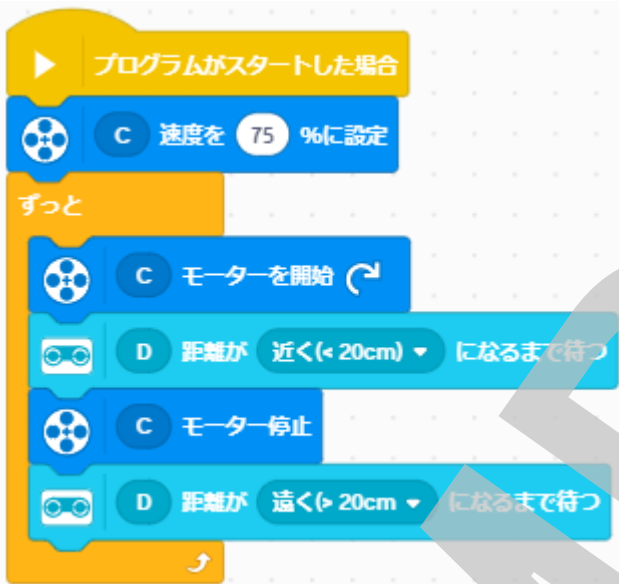 プログラムがスタートした場合
C 速度を 75 %に設定
ずっと
C モーターを開始
D 距離が 近く(< 20cm) になるまで待つ
C モーター停止
D 距離が 遠く(> 20cm になるまで待つ